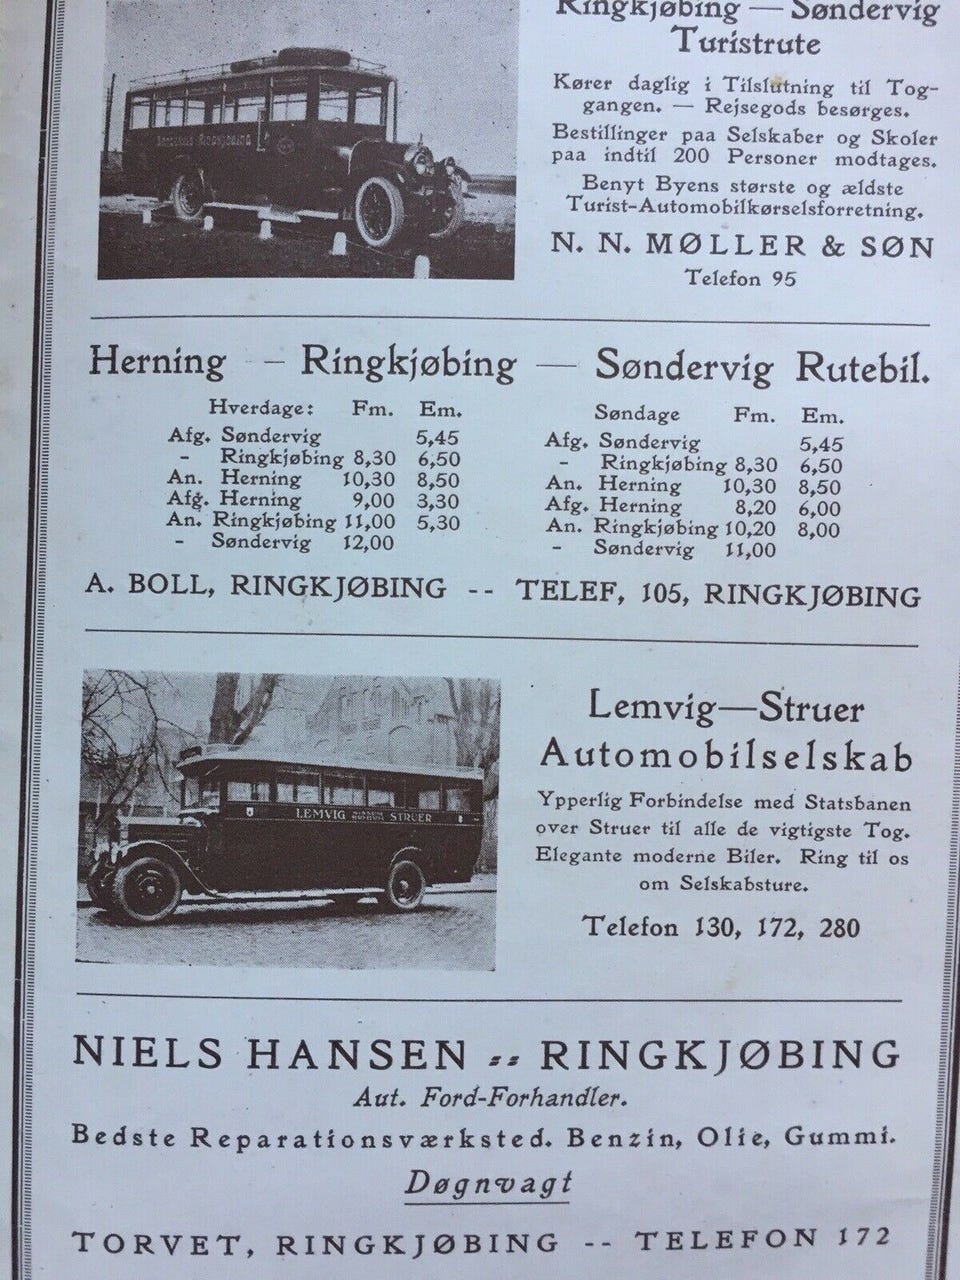 Ringkjøbing — Søndervig
Turistrute
Kører daglig i Tilslutning til Tog-
gangen. — Rejsegods besørges.
Bestillinger paa Selskaber og Skoler
paa indtil 200 Personer modtages.
Benyt Byens største og ældste
Turist-Automobilkørselsforretning.
N. N. MØLLER & SØN
Telefon 95
RINGKJØBING
Herning — Ringkjøbing — Søndervig Rutebil.
Hverdage: Fm. Em.
Afg. Søndervig 5,45
- Ringkjøbing 8,30 6,50
An. Herning 10,30 8,50
Afg. Herning 9,00 3,30
An. Ringkjøbing 11,00 5,30
- Søndervig 12,00
Søndage Fm. Em.
Afg. Søndervig 5,45
- Ringkjøbing 8,30 6,50
An. Herning 10,30 8,50
Afg. Herning 8,20 6,00
An. Ringkjøbing 10,20 8,00
- Søndervig 11,00
A. BOLL, RINGKJØBING -- TELEF, 105, RINGKJØBING
LEMVIG STRUER
Lemvig—Struer
Automobilselskab
Ypperlig Forbindelse med Statsbanen
over Struer til alle de vigtigste Tog.
Elegante moderne Biler. Ring til os
om Selskabsture.
Telefon 130, 172, 280
NIELS HANSEN -- RINGKJØBING
Aut. Ford-Forhandler.
Bedste Reparationsværksted. Benzin, Olie, Gummi.
Døgnvagt
TORVET, RINGKJØBING -- TELEFON 172